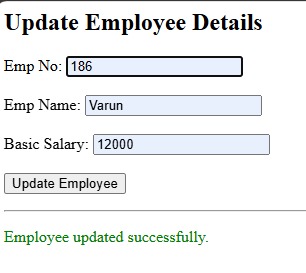 Update Employee Details
Emp No: 186
Emp Name: Varun
Basic Salary: 12000
Update Employee
Employee updated successfully.